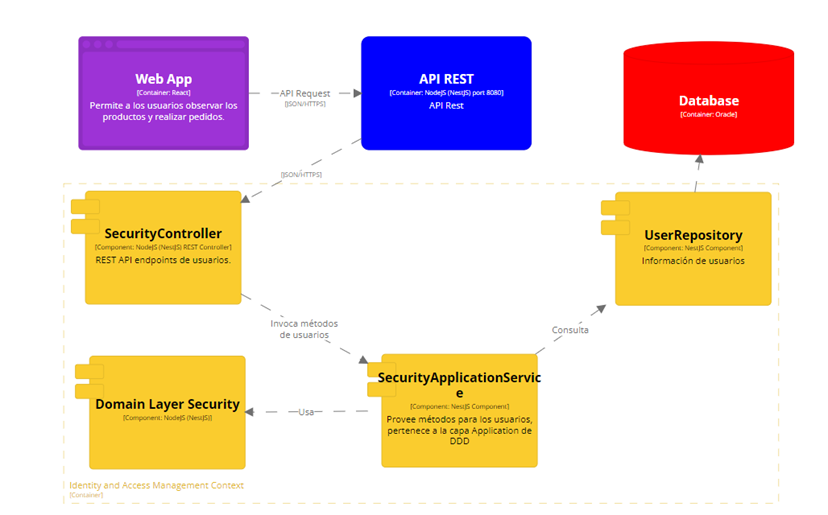 Web App
[Container: React]
Permite a los usuarios observar los
productos y realizar pedidos.
API Request
[JSON/HTTPS]
API REST
[Container: NodeJS (NestJS) port 8080]
API Rest
Database
[Container: Oracle]
[JSON/HTTPS]
SecurityController
[Component: NodeJS (NestJS) REST Controller]
REST API endpoints de usuarios.
UserRepository
[Component: NestJS Component]
Información de usuarios
Invoca métodos
de usuarios
Consulta
Domain Layer Security
[Component: NodeJS (NestJS)]
Usa
SecurityApplicationServic
e
[Component: NestJS Component]
Provee métodos para los usuarios,
pertenece a la capa Application de
DDD
Identity and Access Management Context
[Container]